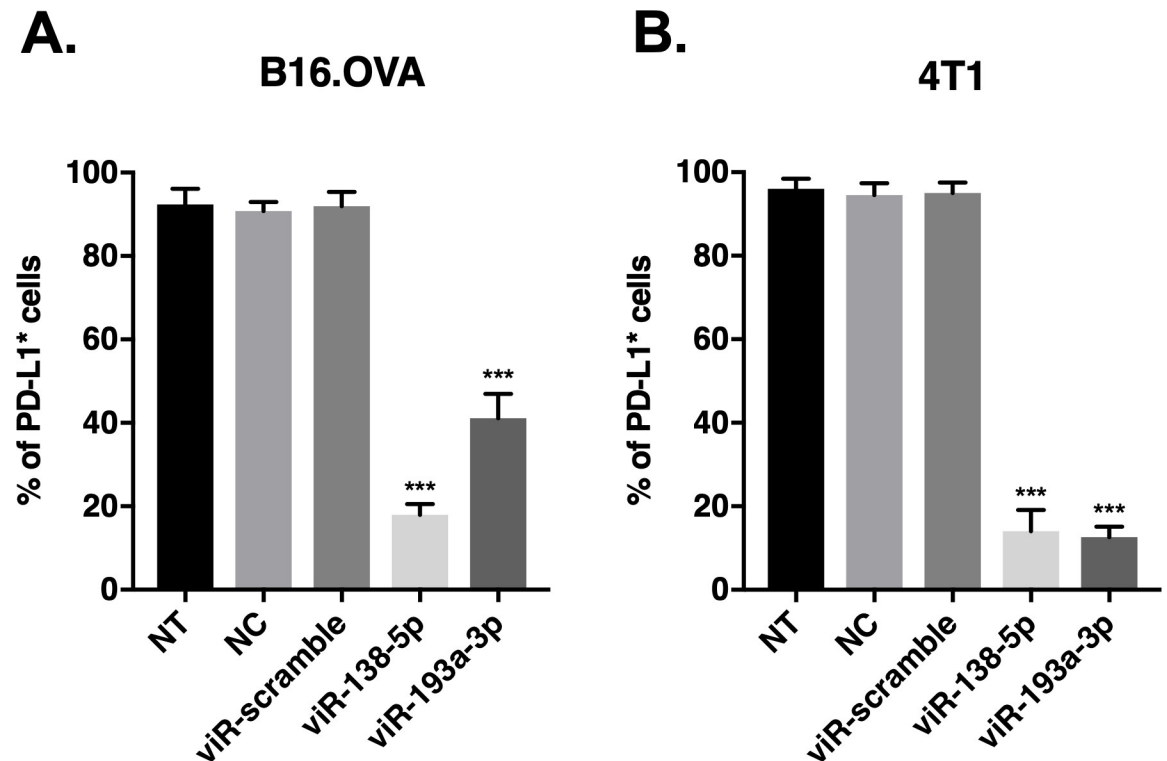 A.
B16.OVA
% of PD-L1* cells
100
80
60
40
20
0
***
***
NT
NC
viR-scramble
viR-138-5p
viR-193a-3p
B.
4T1
% of PD-L1* cells
100
80
60
40
20
0
***
***
NT
NC
viR-scramble
viR-138-5p
viR-193a-3p